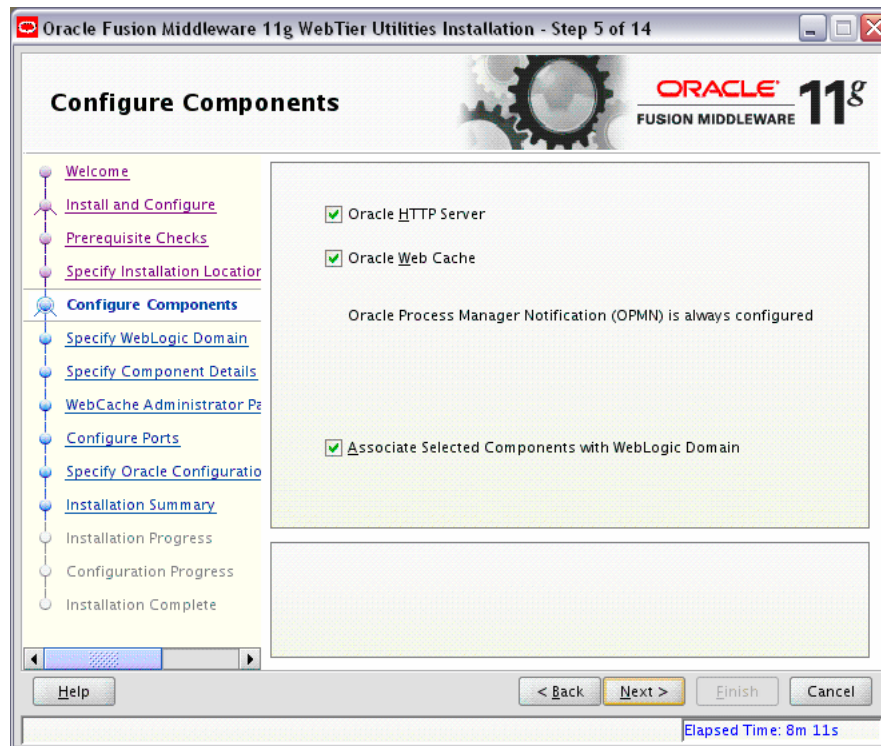 Oracle Fusion Middleware 11g WebTier Utilities Installation - Step 5 of 14
Configure Components
ORACLE
FUSION MIDDLEWARE
11g
Welcome
Install and Configure
Prerequisite Checks
Specify Installation Location
Configure Components
Specify WebLogic Domain
Specify Component Details
WebCache Administrator Pa
Configure Ports
Specify Oracle Configuratio
Installation Summary
Installation Progress
Configuration Progress
Installation Complete
Oracle HTTP Server
Oracle Web Cache
Oracle Process Manager Notification (OPMN) is always configured
Associate Selected Components with WebLogic Domain
Help
< Back
Next >
Finish
Cancel
Elapsed Time: 8m 11s